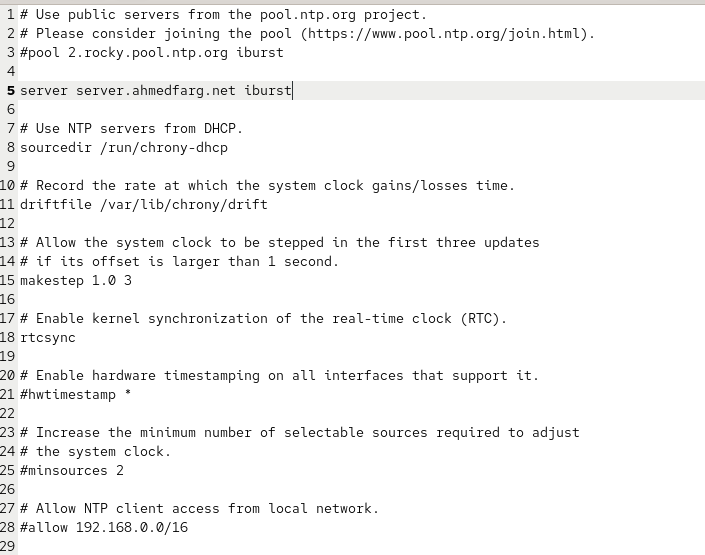 1 # Use public servers from the pool.ntp.org project.
2 # Please consider joining the pool (https://www.pool.ntp.org/join.html).
3 #pool 2.rocky.pool.ntp.org iburst
4
5 server server.ahmedfarg.net iburst
6
7 # Use NTP servers from DHCP.
8 sourcedir /run/chrony-dhcp
9
10 # Record the rate at which the system clock gains/losses time.
11 driftfile /var/lib/chrony/drift
12
13 # Allow the system clock to be stepped in the first three updates
14 # if its offset is larger than 1 second.
15 makestep 1.0 3
16
17 # Enable kernel synchronization of the real-time clock (RTC).
18 rtcsync
19
20 # Enable hardware timestamping on all interfaces that support it.
21 #hwtimestamp *
22
23 # Increase the minimum number of selectable sources required to adjust
24 # the system clock.
25 #minsources 2
26
27 # Allow NTP client access from local network.
28 #allow 192.168.0.0/16
29